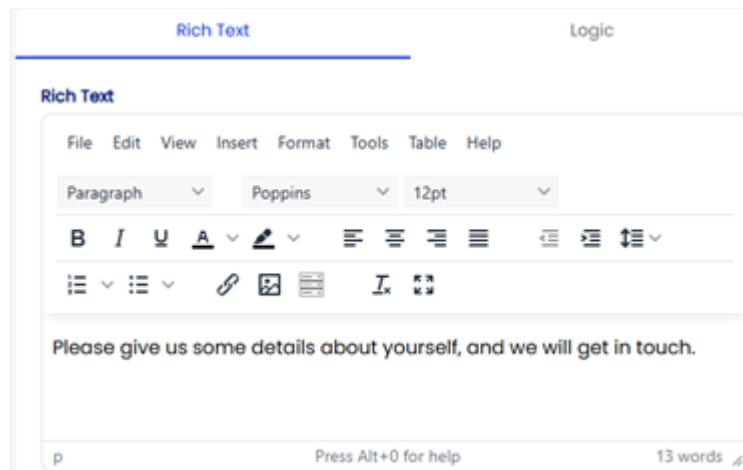 Rich Text Logic
Rich Text
File Edit View Insert Format Tools Table Help
Paragraph Poppins 12pt
B I U A
Please give us some details about yourself, and we will get in touch.
p Press Alt+0 for help 13 words